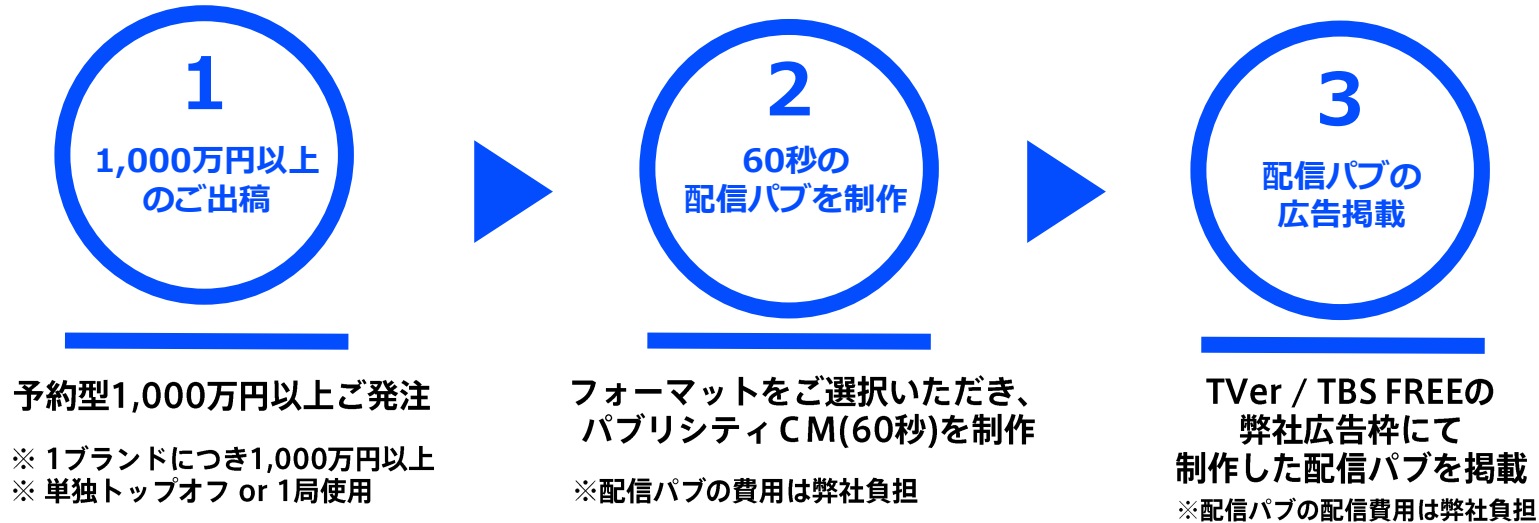 1
1,000万円以上
のご出稿
予約型1,000万円以上ご発注
※ 1ブランドにつき1,000万円以上
※ 単独トップオフ or 1局使用
2
60秒の
配信パブを制作
フォーマットをご選択いただき、
パブリシティＣＭ(60秒)を制作
※配信パブの費用は弊社負担
3
配信パブの
広告掲載
TVer / TBS FREEの
弊社広告枠にて
制作した配信パブを掲載
※配信パブの配信費用は弊社負担